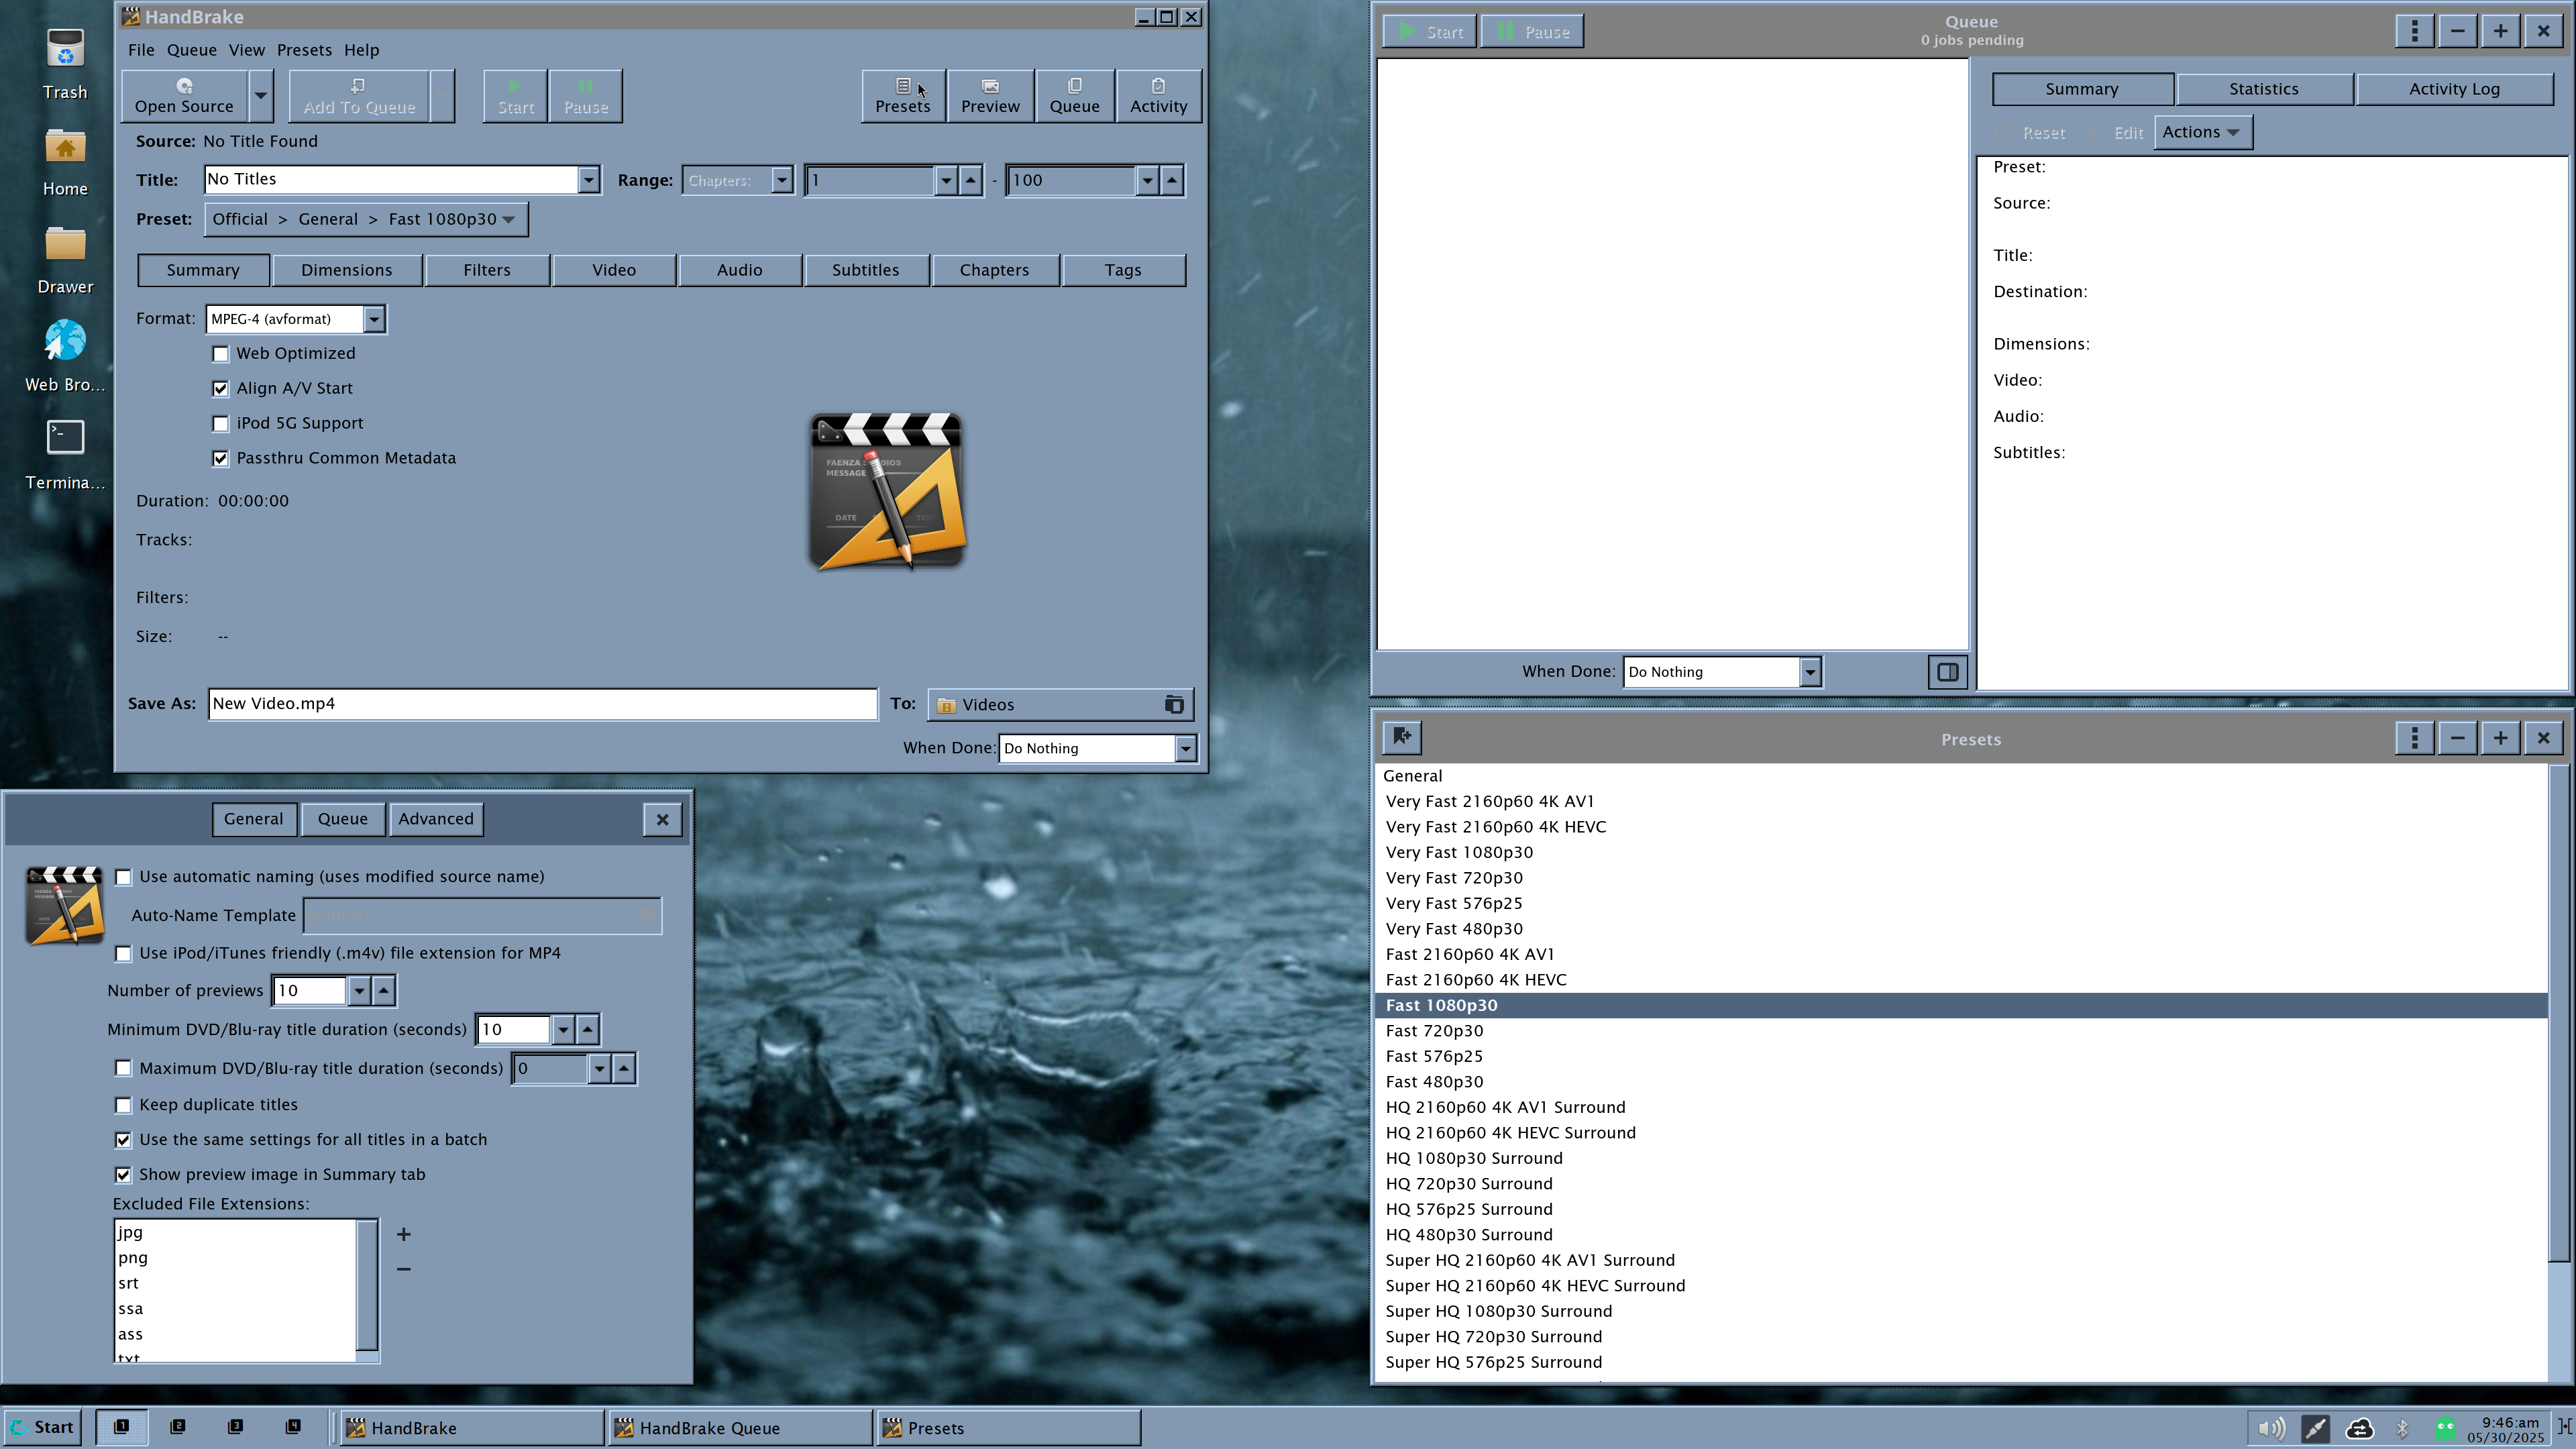 Trash
Home
Drawer
Web Bro...
Termina...
HandBrake
File Queue View Presets Help
Open Source
Add To Queue
Start
Pause
Presets
Preview
Queue
Activity
Source: No Title Found
Title: No Titles
Range: Chapters: 1 - 100
Preset: Official > General > Fast 1080p30
Summary Dimensions Filters Video Audio Subtitles Chapters Tags
Format: MPEG-4 (avformat)
Web Optimized
Align A/V Start
iPod 5G Support
Passthru Common Metadata
Duration: 00:00:00
Tracks:
Filters:
Size: --
Save As: New Video.mp4
To: Videos
When Done: Do Nothing
Start Pause
Queue
0 jobs pending
Summary Statistics Activity Log
Reset Edit Actions
Preset:
Source:
Title:
Destination:
Dimensions:
Video:
Audio:
Subtitles:
When Done: Do Nothing
General Queue Advanced
Use automatic naming (uses modified source name)
Auto-Name Template
Use iPod/iTunes friendly (.m4v) file extension for MP4
Number of previews 10
Minimum DVD/Blu-ray title duration (seconds) 10
Maximum DVD/Blu-ray title duration (seconds) 0
Keep duplicate titles
Use the same settings for all titles in a batch
Show preview image in Summary tab
Excluded File Extensions:
jpg
png
srt
ssa
ass
txt
Presets
General
Very Fast 2160p60 4K AV1
Very Fast 2160p60 4K HEVC
Very Fast 1080p30
Very Fast 720p30
Very Fast 576p25
Very Fast 480p30
Fast 2160p60 4K AV1
Fast 2160p60 4K HEVC
Fast 1080p30
Fast 720p30
Fast 576p25
Fast 480p30
HQ 2160p60 4K AV1 Surround
HQ 2160p60 4K HEVC Surround
HQ 1080p30 Surround
HQ 720p30 Surround
HQ 576p25 Surround
HQ 480p30 Surround
Super HQ 2160p60 4K AV1 Surround
Super HQ 2160p60 4K HEVC Surround
Super HQ 1080p30 Surround
Super HQ 720p30 Surround
Super HQ 576p25 Surround
Start
1 2 3 4
HandBrake
HandBrake Queue
Presets
9:46:am
05/30/2025